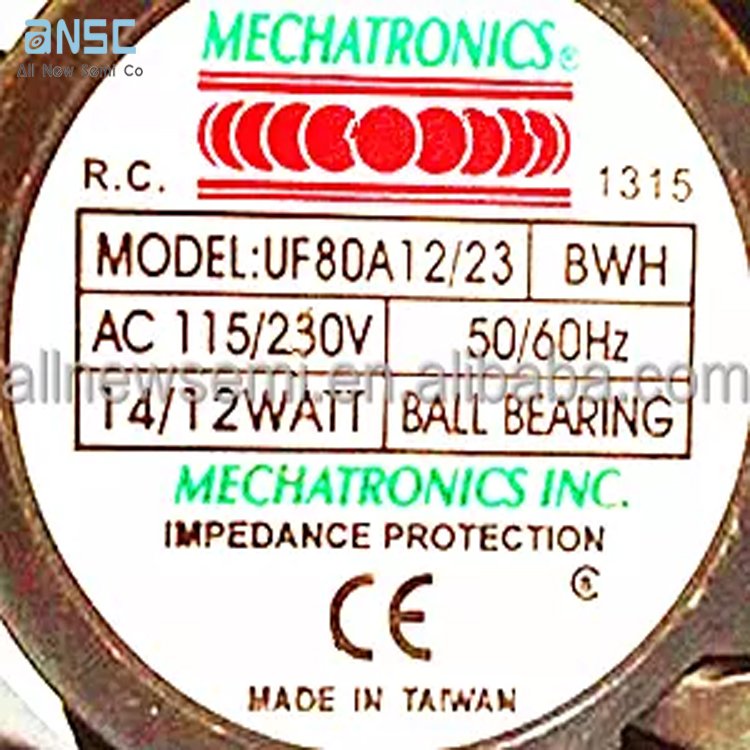 ANSC
All New Semi Co
MECHATRONICS®
R.C.
1315
MODEL:UF80A12/23 BWH
AC 115/230V 50/60Hz
allnewsemi.en.alibaba.com
14/12WATT BALL BEARING
MECHATRONICS INC.
IMPEDANCE PROTECTION
CE
MADE IN TAIWAN